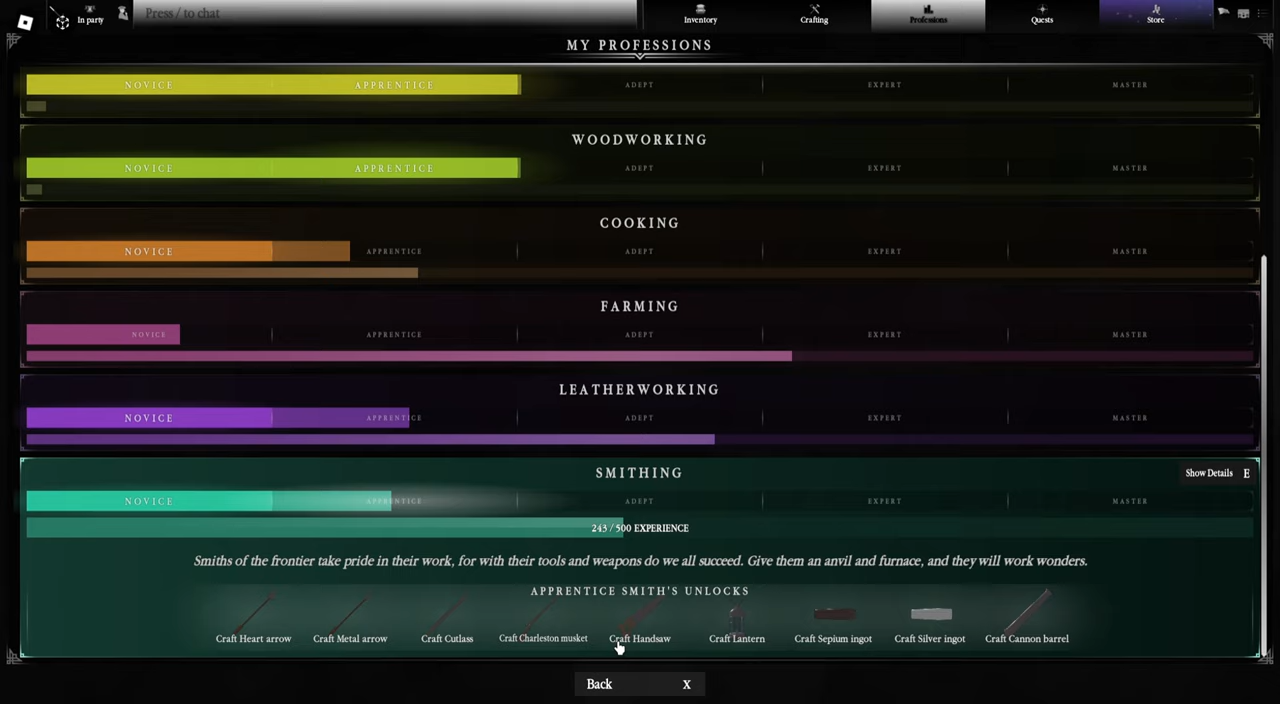 In party
Press / to chat
Inventory
Crafting
Professions
Quests
Store
MY PROFESSIONS
NOVICE APPRENTICE ADEPT EXPERT MASTER
WOODWORKING
NOVICE APPRENTICE ADEPT EXPERT MASTER
COOKING
NOVICE APPRENTICE ADEPT EXPERT MASTER
FARMING
NOVICE APPRENTICE ADEPT EXPERT MASTER
LEATHERWORKING
NOVICE APPRENTICE ADEPT EXPERT MASTER
SMITHING
Show Details E
NOVICE APPRENTICE ADEPT EXPERT MASTER
243 / 500 EXPERIENCE
Smiths of the frontier take pride in their work, for with their tools and weapons do we all succeed. Give them an anvil and furnace, and they will work wonders.
APPRENTICE SMITH'S UNLOCKS
Craft Heart arrow Craft Metal arrow Craft Cutlass Craft Charleston musket Craft Handsaw Craft Lantern Craft Sepium ingot Craft Silver ingot Craft Cannon barrel
Back X